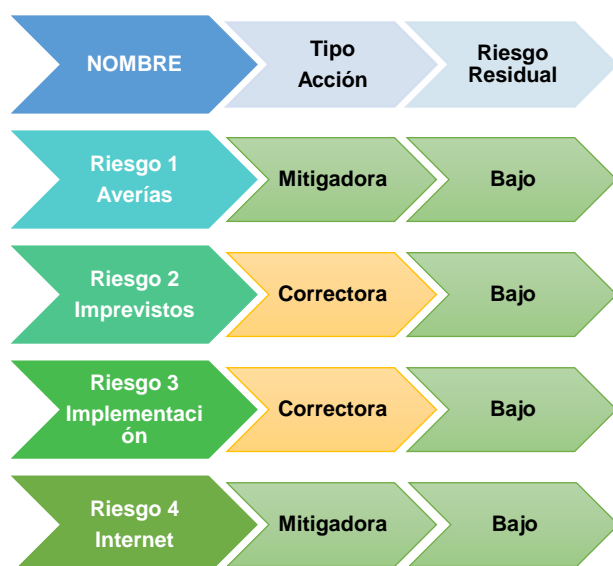 NOMBRE
Tipo
Acción
Riesgo
Residual
Riesgo 1
Averías
Mitigadora
Bajo
Riesgo 2
Imprevistos
Correctora
Bajo
Riesgo 3
Implementaci
ón
Correctora
Bajo
Riesgo 4
Internet
Mitigadora
Bajo